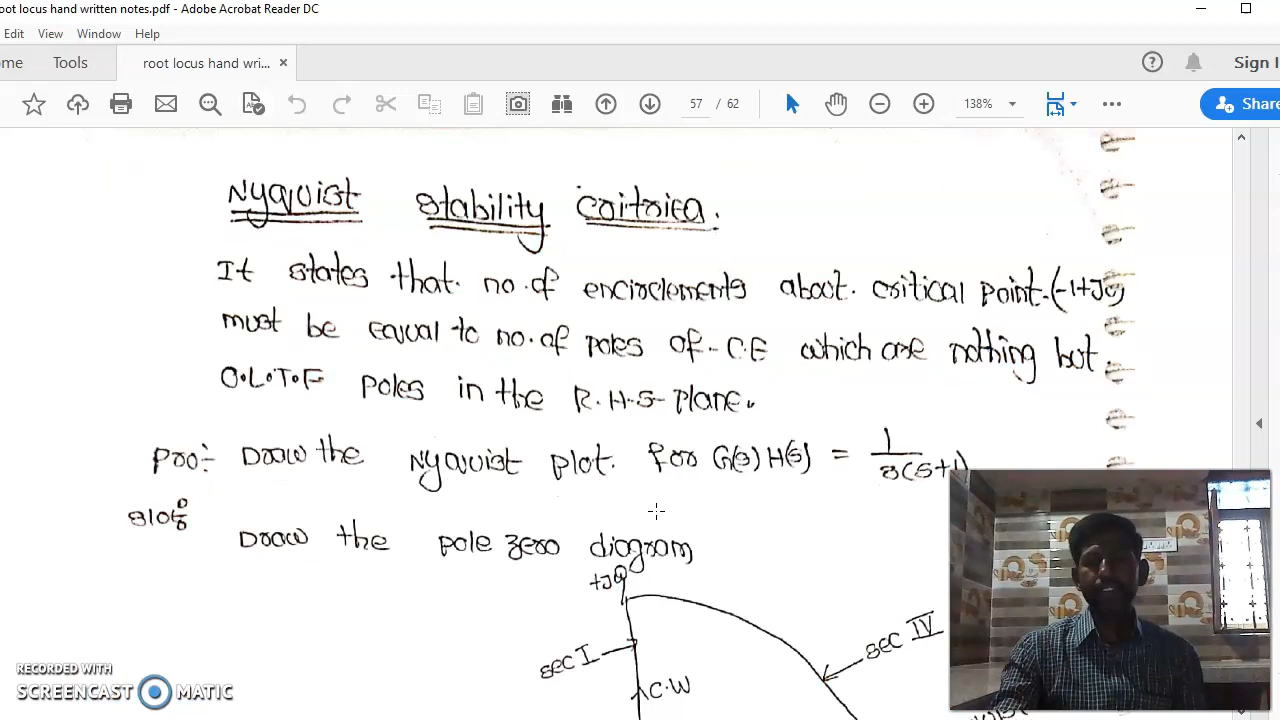 root locus hand written notes.pdf - Adobe Acrobat Reader DC
Edit View Window Help
ome Tools root locus hand wri... × Sign I
57 / 62 138% Share
Nyquist stability critrica.
It states that no. of encirclements about critical point (-1+j0)
must be equal to no. of poles of C.E which are nothing but
O.L.T.F poles in the R.H.S-plane.
pro:- Draw the Nyquist plot for G(s) H(s) = 1/s(s+1)
Draw the pole zero diagram
sec I
sec IV
C.W
RECORDED WITH
SCREENCAST MATIC